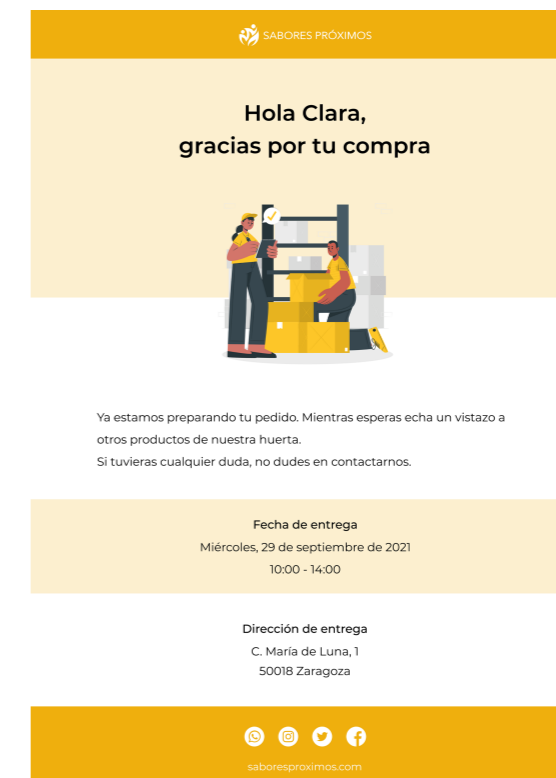 SABORES PRÓXIMOS
Hola Clara,
gracias por tu compra
Ya estamos preparando tu pedido. Mientras esperas echa un vistazo a
otros productos de nuestra huerta.
Si tuvieras cualquier duda, no dudes en contactarnos.
Fecha de entrega
Miércoles, 29 de septiembre de 2021
10:00 - 14:00
Dirección de entrega
C. María de Luna, 1
50018 Zaragoza
saboresproximos.com